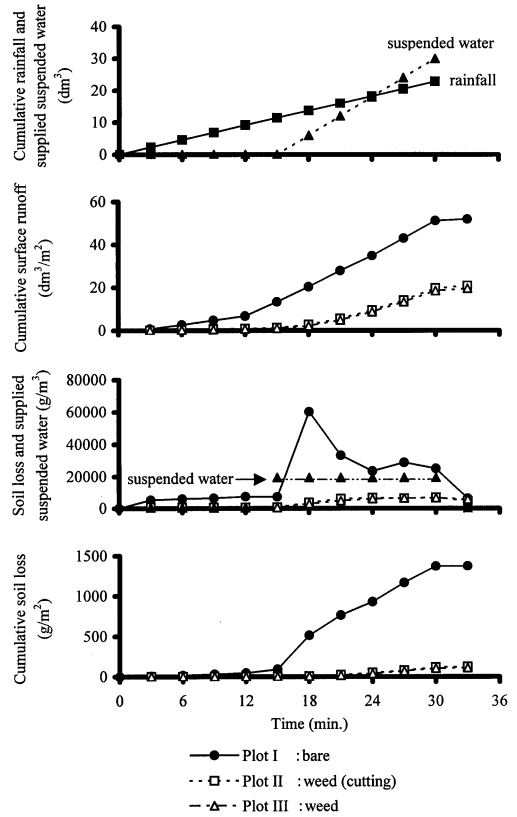 Cumulative rainfall and
supplied suspended water
(dm³)
40
30
20
10
0
suspended water
rainfall
Cumulative surface runoff
(dm³/m²)
60
40
20
0
Soil loss and supplied
suspended water (g/m³)
80000
60000
40000
20000
0
suspended water
Cumulative soil loss
(g/m²)
1500
1000
500
0
0 6 12 18 24 30 36
Time (min.)
Plot I : bare
Plot II : weed (cutting)
Plot III : weed